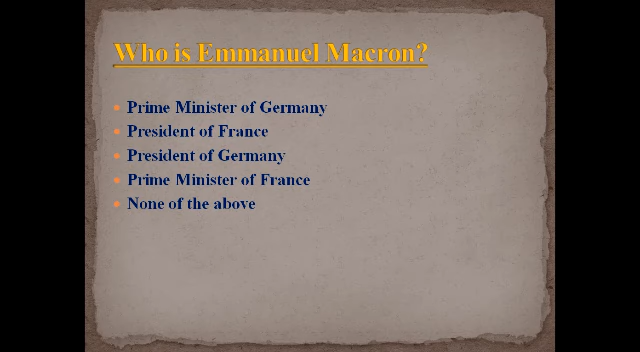 Who is Emmanuel Macron?
Prime Minister of Germany
President of France
President of Germany
Prime Minister of France
None of the above